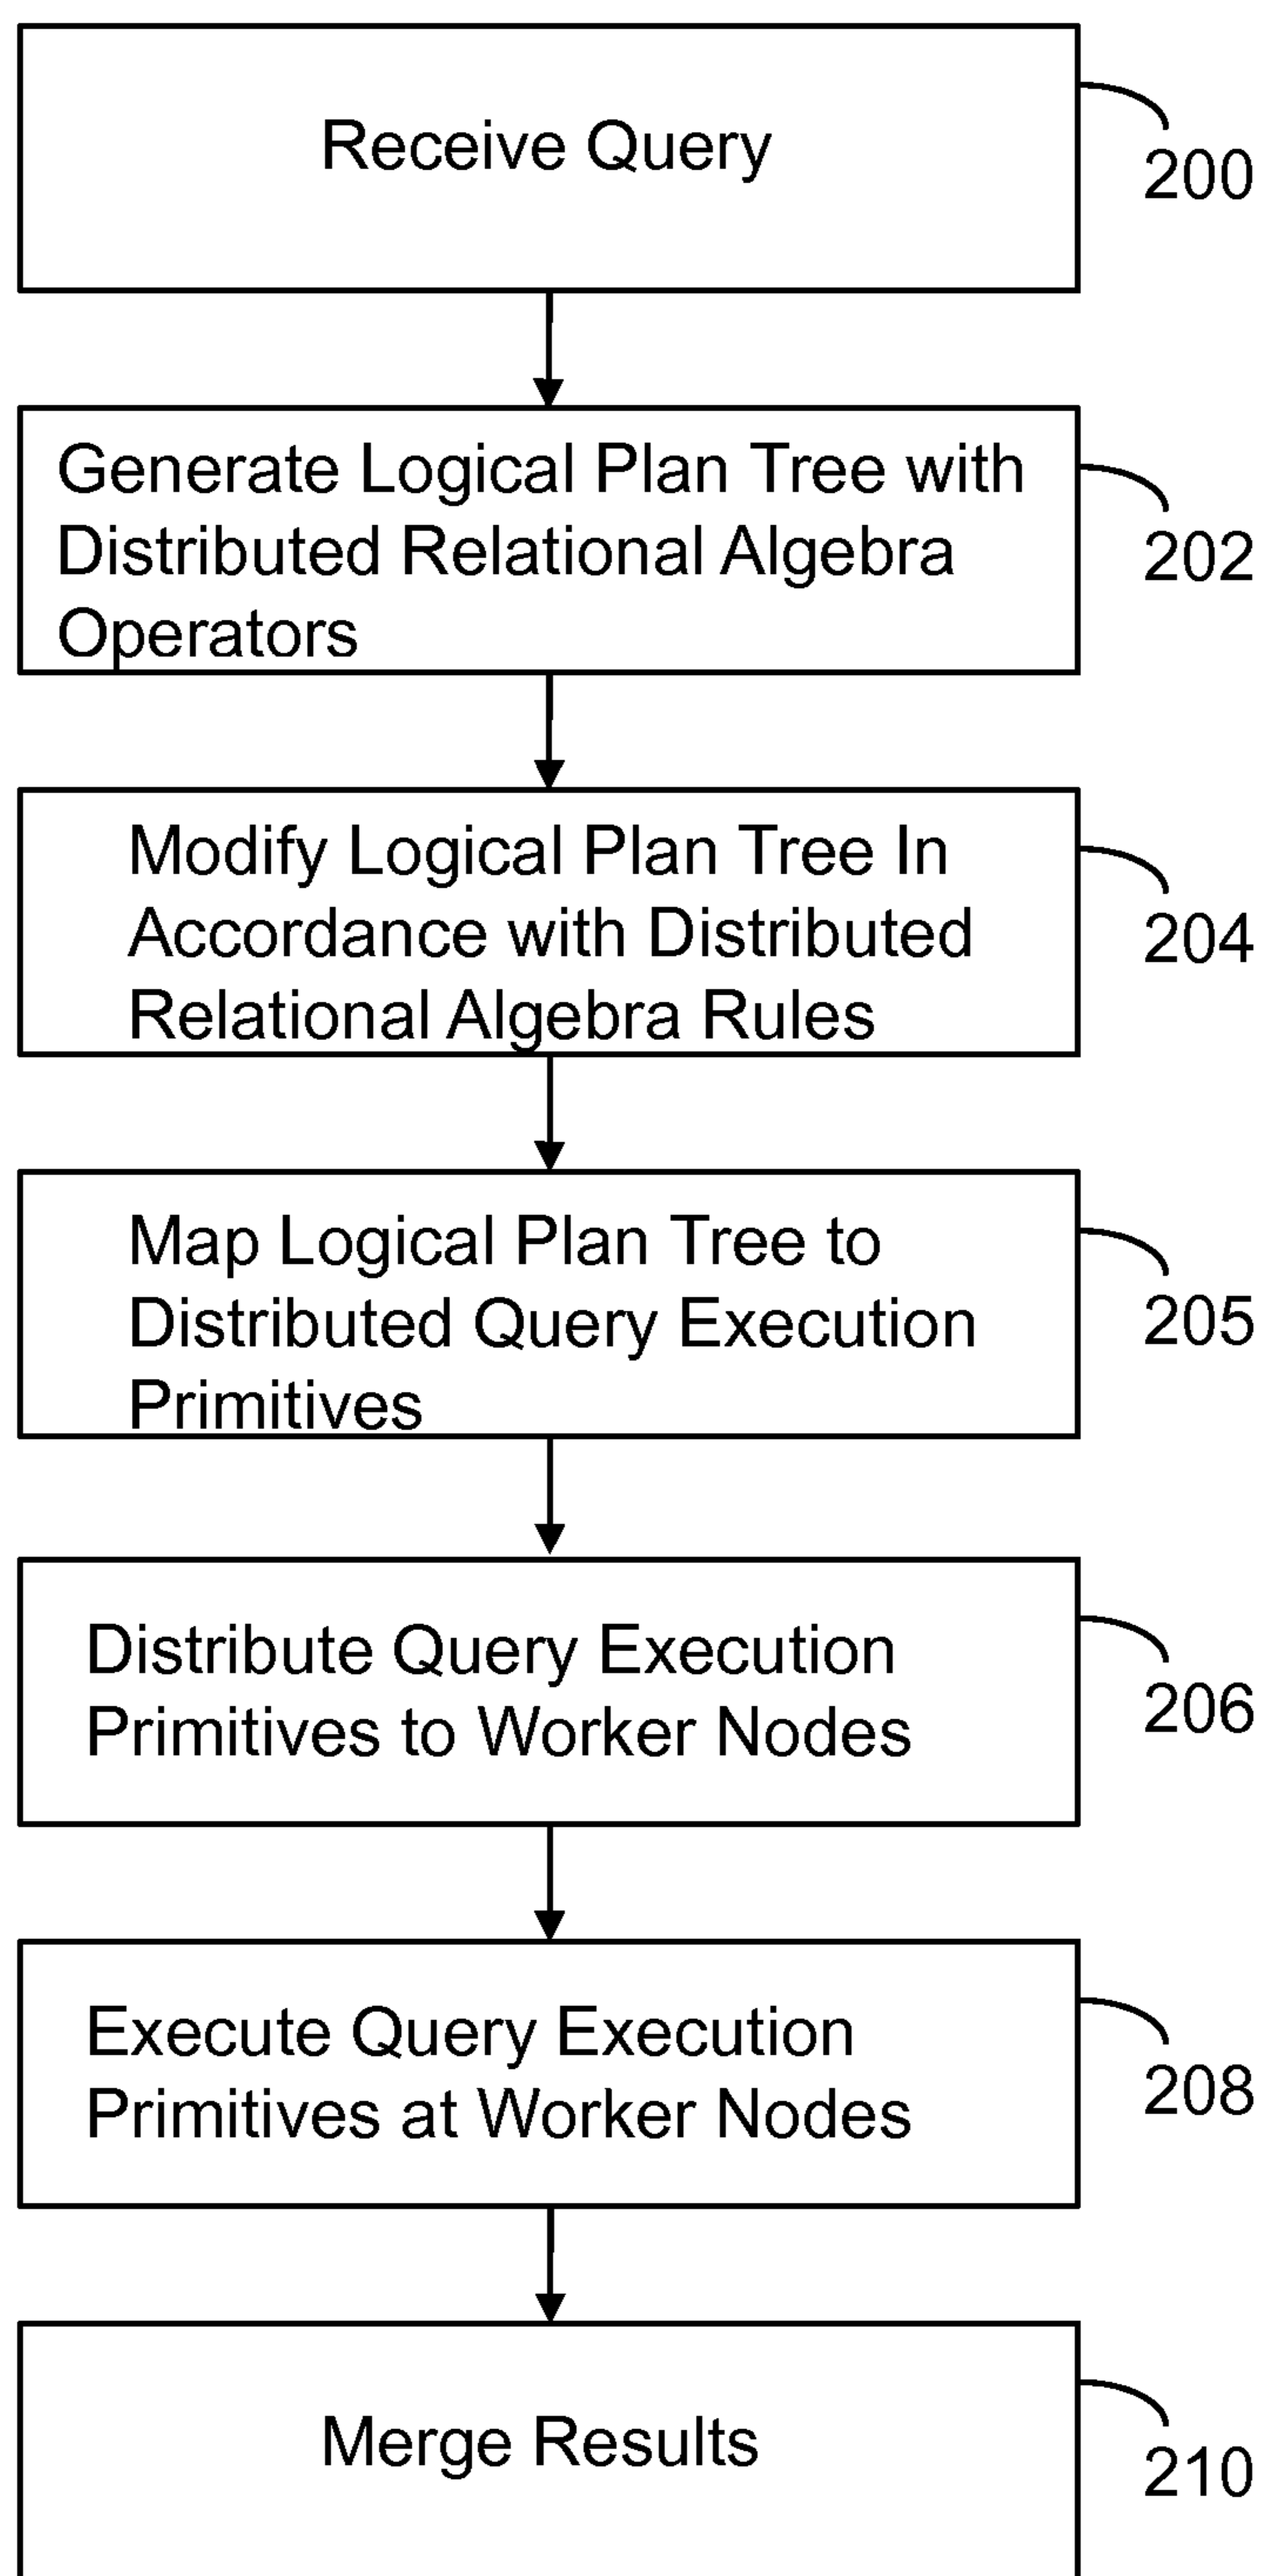 Receive Query
200
Generate Logical Plan Tree with
Distributed Relational Algebra
Operators
202
Modify Logical Plan Tree In
Accordance with Distributed
Relational Algebra Rules
204
Map Logical Plan Tree to
Distributed Query Execution
Primitives
205
Distribute Query Execution
Primitives to Worker Nodes
206
Execute Query Execution
Primitives at Worker Nodes
208
Merge Results
210